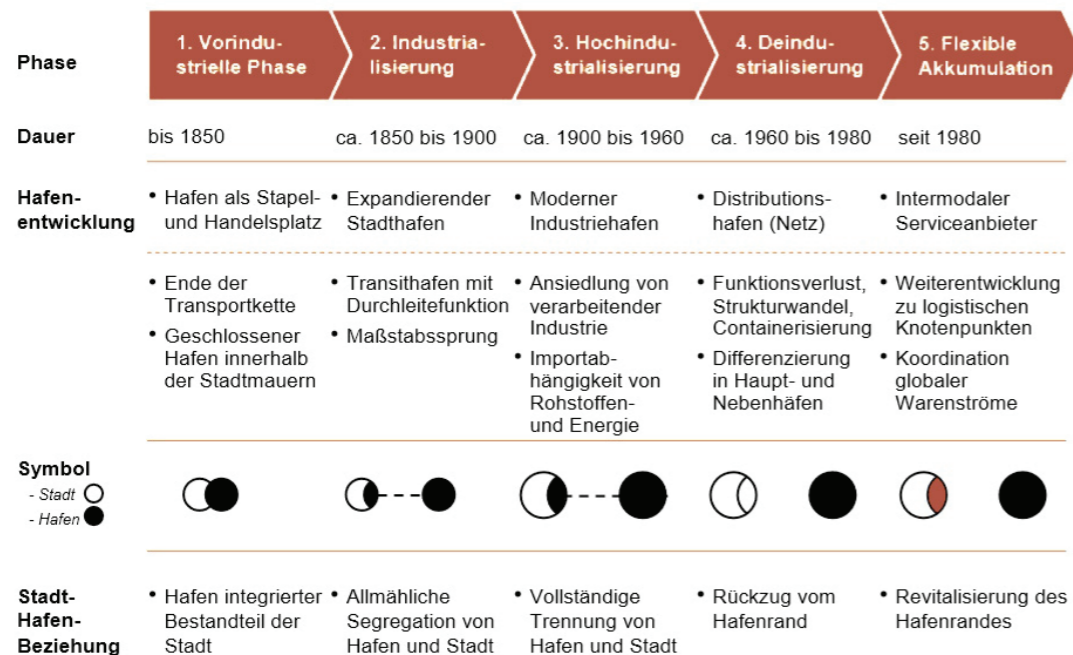 Phase
1. Vorindu-
strielle Phase
2. Industria-
lisierung
3. Hochindu-
strialisierung
4. Deindu-
strialisierung
5. Flexible
Akkumulation
Dauer
bis 1850
ca. 1850 bis 1900
ca. 1900 bis 1960
ca. 1960 bis 1980
seit 1980
Hafen-
entwicklung
• Hafen als Stapel-
und Handelsplatz
• Expandierender
Stadthafen
• Moderner
Industriehafen
• Distributions-
hafen (Netz)
• Intermodaler
Serviceanbieter
• Ende der
Transportkette
• Geschlossener
Hafen innerhalb
der Stadtmauern
• Transithafen mit
Durchleitefunktion
• Maßstabssprung
• Ansiedlung von
verarbeitender
Industrie
• Importab-
hängigkeit von
Rohstoffen-
und Energie
• Funktionsverlust,
Strukturwandel,
Containerisierung
• Differenzierung
in Haupt- und
Nebenhäfen
• Weiterentwicklung
zu logistischen
Knotenpunkten
• Koordination
globaler
Warenströme
Symbol
- Stadt
- Hafen
Stadt-
Hafen-
Beziehung
• Hafen integrierter
Bestandteil der
Stadt
• Allmähliche
Segregation von
Hafen und Stadt
• Vollständige
Trennung von
Hafen und Stadt
• Rückzug vom
Hafenrand
• Revitalisierung des
Hafenrandes